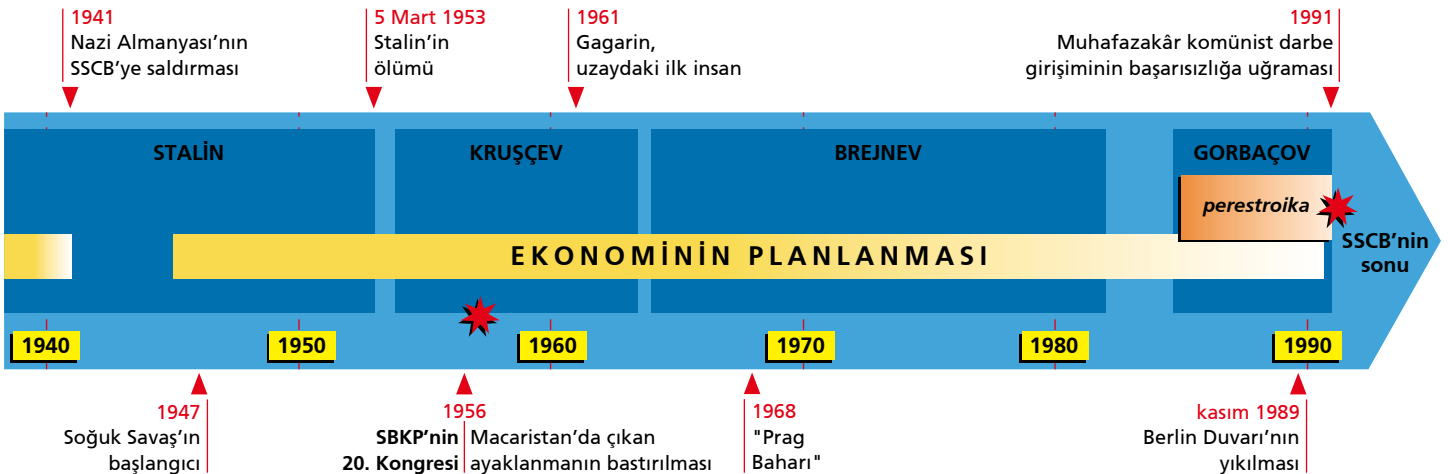 1941
Nazi Almanyası’nın
SSCB’ye saldırması
5 Mart 1953
Stalin’in
ölümü
1961
Gagarin,
uzaydaki ilk insan
1991
Muhafazakâr komünist darbe
girişiminin başarısızlığa uğraması
STALİN
KRUŞÇEV
BREJNEV
GORBAÇOV
perestroika
EKONOMİNİN PLANLANMASI
SSCB’nin
sonu
1940
1950
1960
1970
1980
1990
1947
Soğuk Savaş’ın
başlangıcı
1956
SBKP’nin
20. Kongresi
Macaristan’da çıkan
ayaklanmanın bastırılması
1968
"Prag
Baharı"
kasım 1989
Berlin Duvarı’nın
yıkılması